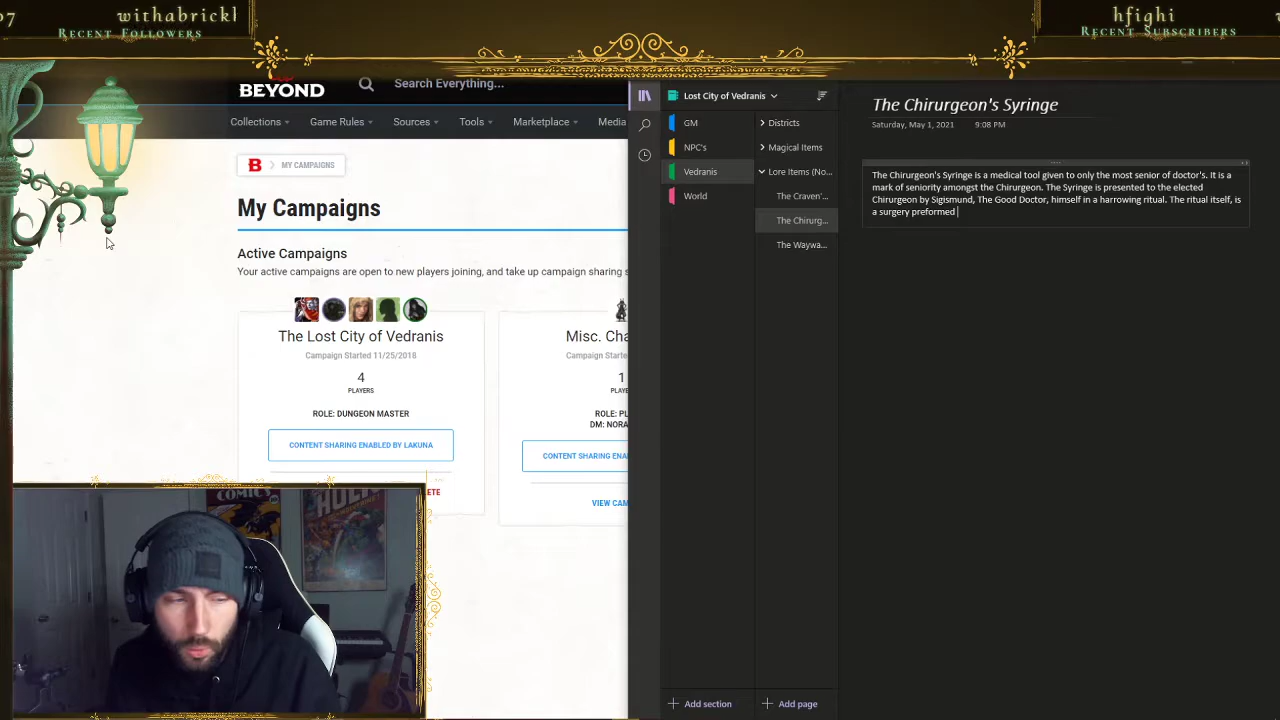 07
withabrickl
RECENT FOLLOWERS
hfighi
RECENT SUBSCRIBERS
BEYOND
Search Everything...
Collections
Game Rules
Sources
Tools
Marketplace
Media
B
MY CAMPAIGNS
My Campaigns
Active Campaigns
Your active campaigns are open to new players joining, and take up campaign sharing s
The Lost City of Vedranis
Campaign Started 11/25/2018
4
PLAYERS
ROLE: DUNGEON MASTER
CONTENT SHARING ENABLED BY LAKUNA
ETE
Misc. Cha
Campaign Starte
1
PLAYE
ROLE: PL
DM: NORA
CONTENT SHARING ENA
VIEW CAM
COMICS
HULK
Lost City of Vedranis
GM
NPC's
Vedranis
World
Add section
Districts
Magical Items
Lore Items (No...
The Craven'...
The Chirurg...
The Waywa...
Add page
The Chirurgeon's Syringe
Saturday, May 1, 2021 9:08 PM
The Chirurgeon's Syringe is a medical tool given to only the most senior of doctor's. It is a
mark of seniority amongst the Chirurgeon. The Syringe is presented to the elected
Chirurgeon by Sigismund, The Good Doctor, himself in a harrowing ritual. The ritual itself, is
a surgery preformed